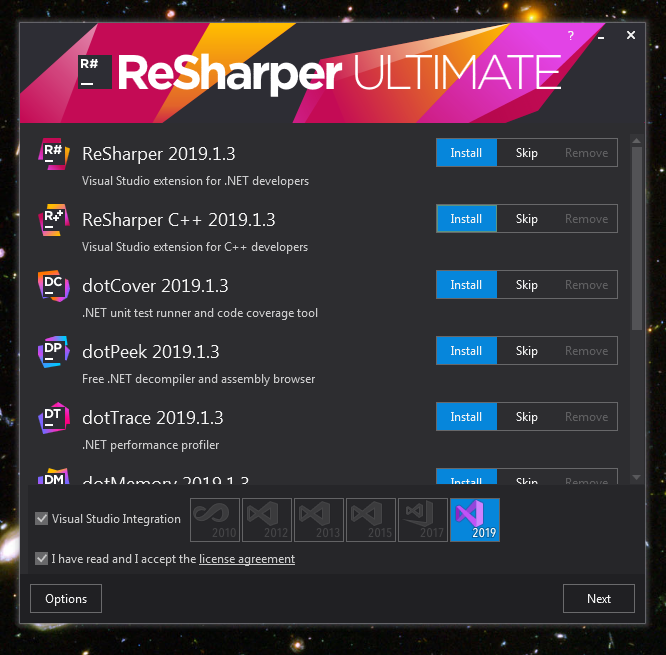 ?
R#
ReSharper ULTIMATE
R#
ReSharper 2019.1.3
Install Skip Remove
Visual Studio extension for .NET developers
R++
ReSharper C++ 2019.1.3
Install Skip Remove
Visual Studio extension for C++ developers
DC
dotCover 2019.1.3
Install Skip Remove
.NET unit test runner and code coverage tool
DP
dotPeek 2019.1.3
Install Skip Remove
Free .NET decompiler and assembly browser
DT
dotTrace 2019.1.3
Install Skip Remove
.NET performance profiler
DM
dotMemory 2019.1.3
Install Skip Remove
Visual Studio Integration
2010 2012 2013 2015 2017 2019
I have read and I accept the license agreement
Options
Next